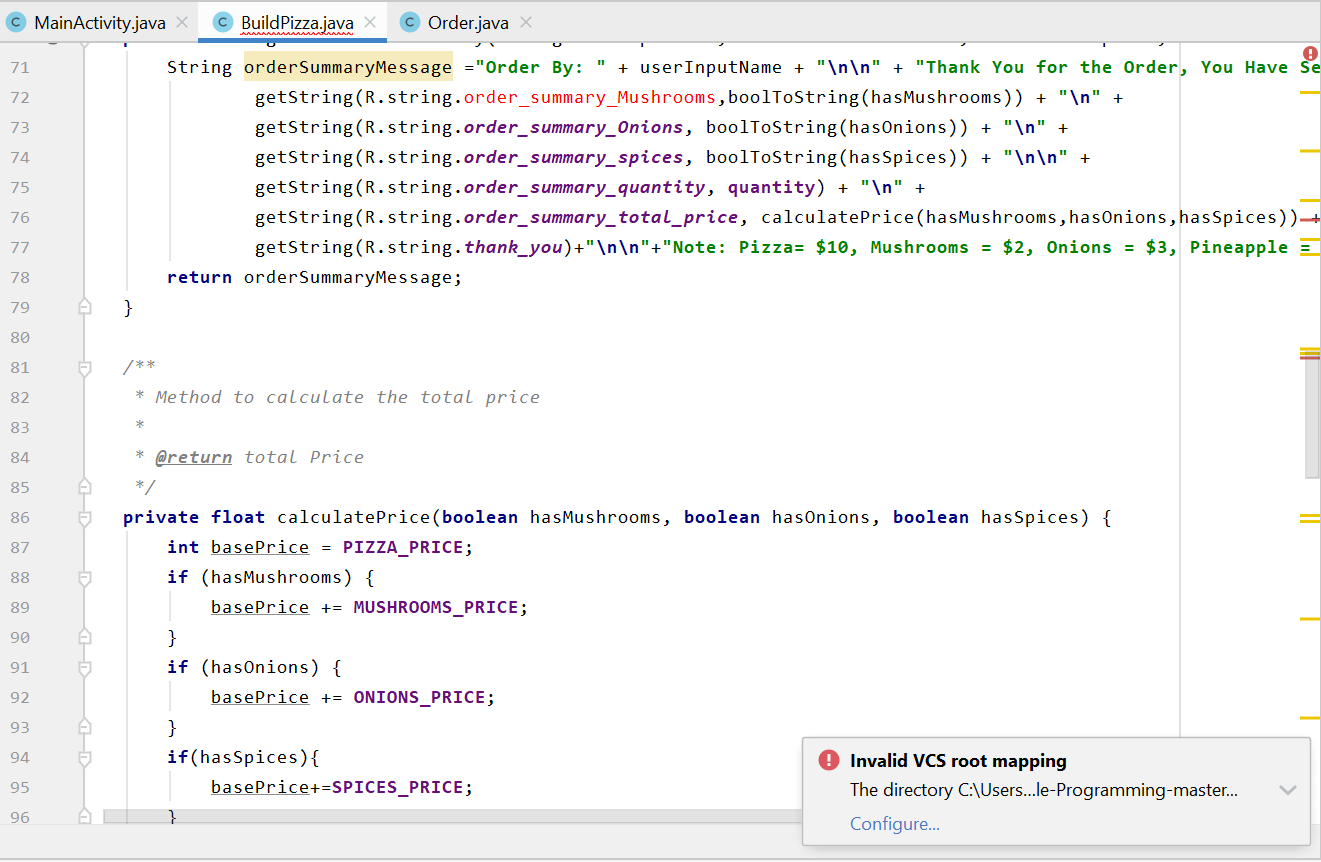 MainActivity.java
BuildPizza.java
Order.java
71 String orderSummaryMessage ="Order By: " + userInputName + "\n\n" + "Thank You for the Order, You Have Se
72 getString(R.string.order_summary_Mushrooms,boolToString(hasMushrooms)) + "\n" +
73 getString(R.string.order_summary_Onions, boolToString(hasOnions)) + "\n" +
74 getString(R.string.order_summary_spices, boolToString(hasSpices)) + "\n\n" +
75 getString(R.string.order_summary_quantity, quantity) + "\n" +
76 getString(R.string.order_summary_total_price, calculatePrice(hasMushrooms,hasOnions,hasSpices)) +
77 getString(R.string.thank_you)+"\n\n"+"Note: Pizza= $10, Mushrooms = $2, Onions = $3, Pineapple =
78 return orderSummaryMessage;
79 }
80
81 /**
82 * Method to calculate the total price
83 *
84 * @return total Price
85 */
86 private float calculatePrice(boolean hasMushrooms, boolean hasOnions, boolean hasSpices) {
87 int basePrice = PIZZA_PRICE;
88 if (hasMushrooms) {
89 basePrice += MUSHROOMS_PRICE;
90 }
91 if (hasOnions) {
92 basePrice += ONIONS_PRICE;
93 }
94 if(hasSpices){
95 basePrice+=SPICES_PRICE;
96 }
Invalid VCS root mapping
The directory C:\Users...le-Programming-master...
Configure...